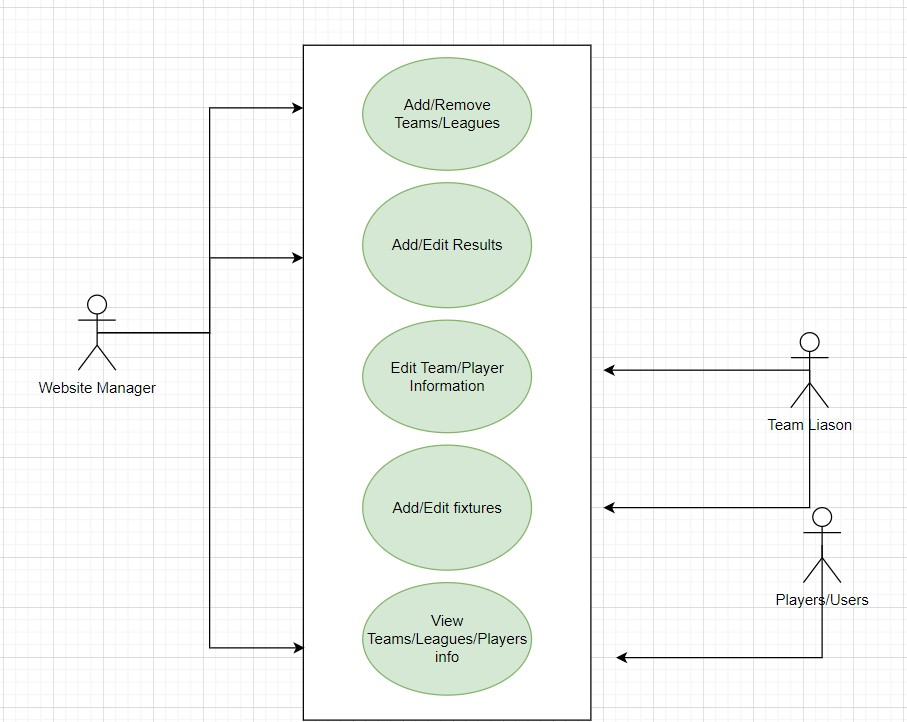 Add/Remove
Teams/Leagues
Add/Edit Results
Website Manager
Edit Team/Player
Information
Team Liason
Add/Edit fixtures
Players/Users
View
Teams/Leagues/Players
info